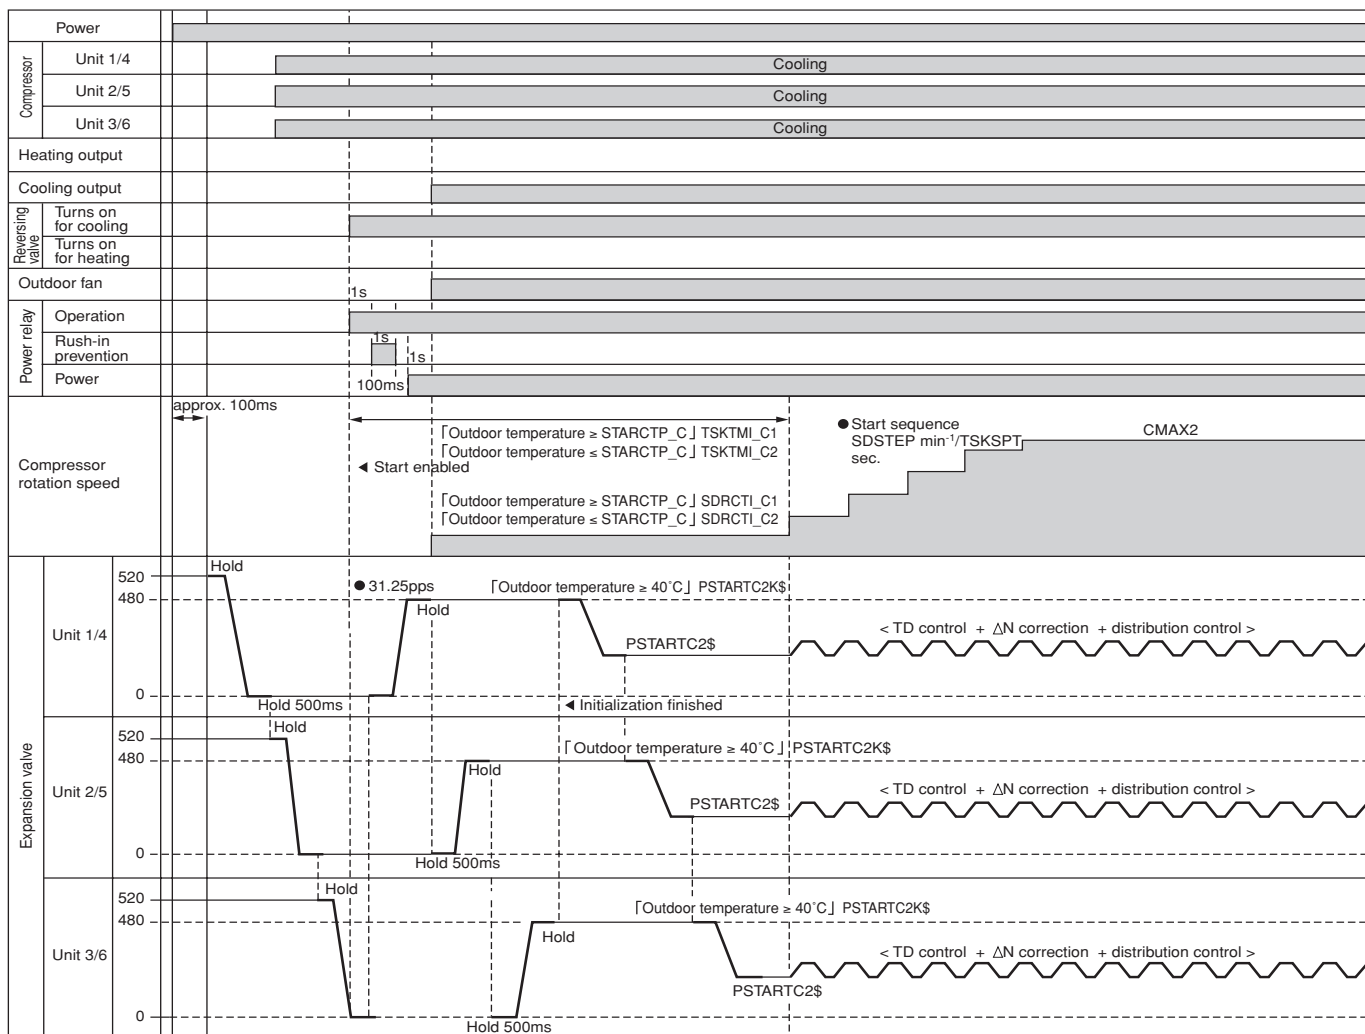 Power
Compressor
Unit 1/4
Cooling
Unit 2/5
Cooling
Unit 3/6
Cooling
Heating output
Cooling output
Reversing valve
Turns on for cooling
Turns on for heating
Outdoor fan
1s
Power relay
Operation
Rush-in prevention
1s
1s
Power
100ms
approx. 100ms
Compressor rotation speed
｢Outdoor temperature ≥ STARCTP_C｣ TSKTMI_C1
｢Outdoor temperature ≤ STARCTP_C｣ TSKTMI_C2
◄ Start enabled
｢Outdoor temperature ≥ STARCTP_C｣ SDRCTI_C1
｢Outdoor temperature ≤ STARCTP_C｣ SDRCTI_C2
● Start sequence
SDSTEP min⁻¹/TSKSPT
sec.
CMAX2
Expansion valve
Unit 1/4
520
480
0
Hold
Hold 500ms
● 31.25pps
Hold
｢Outdoor temperature ≥ 40°C｣ PSTARTC2K$
PSTARTC2$
< TD control + ΔN correction + distribution control >
◄ Initialization finished
Unit 2/5
520
480
0
Hold
Hold
Hold 500ms
｢Outdoor temperature ≥ 40°C｣ PSTARTC2K$
PSTARTC2$
< TD control + ΔN correction + distribution control >
Unit 3/6
520
480
0
Hold
Hold
Hold 500ms
｢Outdoor temperature ≥ 40°C｣ PSTARTC2K$
PSTARTC2$
< TD control + ΔN correction + distribution control >